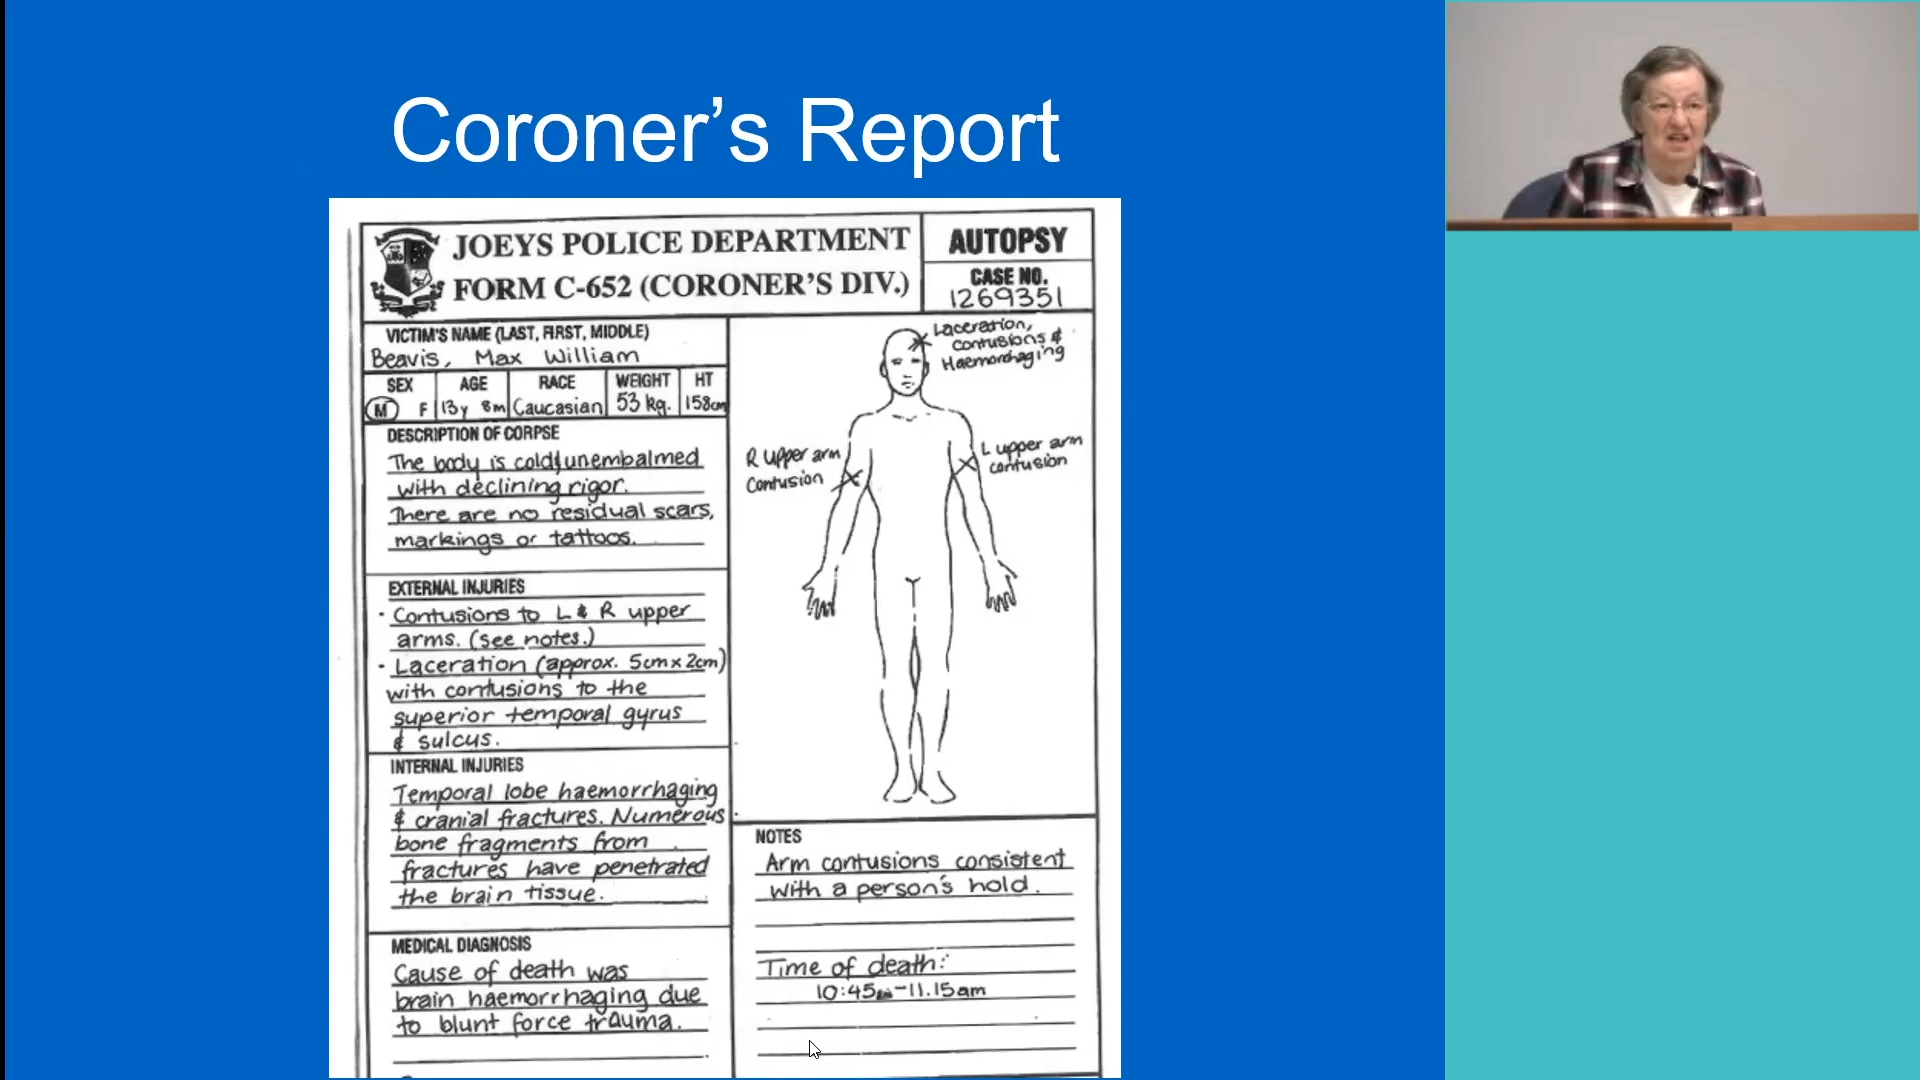 Coroner's Report
JOEYS POLICE DEPARTMENT
FORM C-652 (CORONER'S DIV.)
AUTOPSY
CASE NO.
1269351
VICTIM'S NAME (LAST, FIRST, MIDDLE)
Beavis, Max William
SEX AGE RACE WEIGHT HT
M F 13y 8m Caucasian 53 kg. 158cm
DESCRIPTION OF CORPSE
The body is cold, unembalmed
with declining rigor.
There are no residual scars,
markings or tattoos.
EXTERNAL INJURIES
· Contusions to L & R upper
arms. (see notes.)
· Laceration (approx. 5cm x 2cm)
with contusions to the
superior temporal gyrus
& sulcus.
INTERNAL INJURIES
Temporal lobe haemorrhaging
& cranial fractures. Numerous
bone fragments from
fractures have penetrated
the brain tissue.
MEDICAL DIAGNOSIS
Cause of death was
brain haemorrhaging due
to blunt force trauma.
Laceration,
contusions &
Haemorrhaging
R upper arm
Contusion
L upper arm
contusion
NOTES
Arm contusions consistent
with a person's hold.
Time of death:
10:45 -11.15am